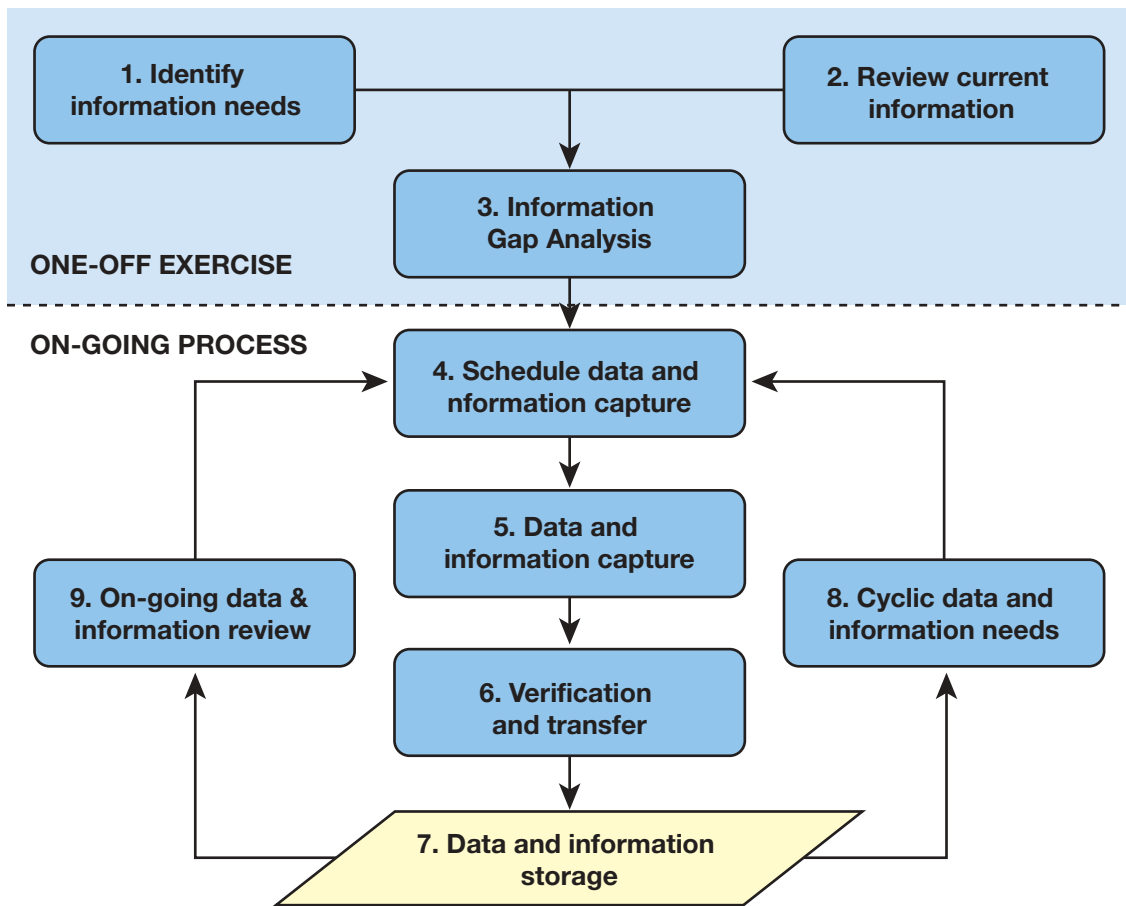 1. Identify
information needs
2. Review current
information
3. Information
Gap Analysis
ONE-OFF EXERCISE
ON-GOING PROCESS
4. Schedule data and
nformation capture
5. Data and
information capture
9. On-going data &
information review
8. Cyclic data and
information needs
6. Verification
and transfer
7. Data and information
storage